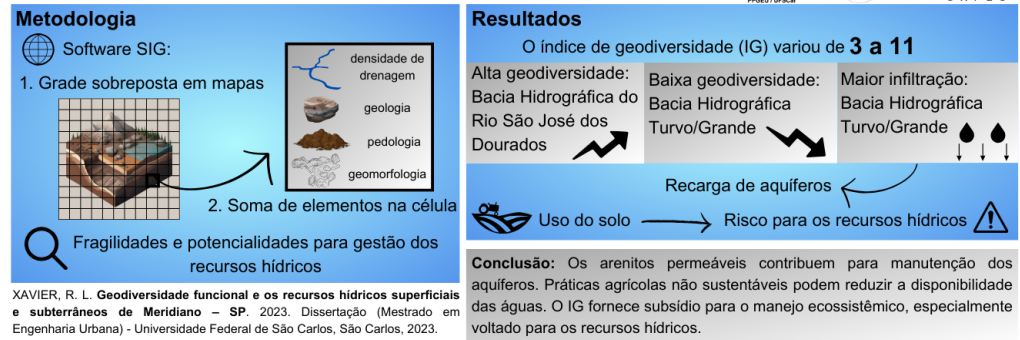 Metodologia
Software SIG:
1. Grade sobreposta em mapas
densidade de
drenagem
geologia
pedologia
geomorfologia
2. Soma de elementos na célula
Fragilidades e potencialidades para gestão dos
recursos hídricos
XAVIER, R. L. Geodiversidade funcional e os recursos hídricos superficiais
e subterrâneos de Meridiano – SP. 2023. Dissertação (Mestrado em
Engenharia Urbana) - Universidade Federal de São Carlos, São Carlos, 2023.
Resultados
O índice de geodiversidade (IG) variou de 3 a 11
Alta geodiversidade:
Bacia Hidrográfica do
Rio São José dos
Dourados
Baixa geodiversidade:
Bacia Hidrográfica
Turvo/Grande
Maior infiltração:
Bacia Hidrográfica
Turvo/Grande
Recarga de aquíferos
Uso do solo
Risco para os recursos hídricos
Conclusão: Os arenitos permeáveis contribuem para manutenção dos
aquíferos. Práticas agrícolas não sustentáveis podem reduzir a disponibilidade
das águas. O IG fornece subsídio para o manejo ecossistêmico, especialmente
voltado para os recursos hídricos.